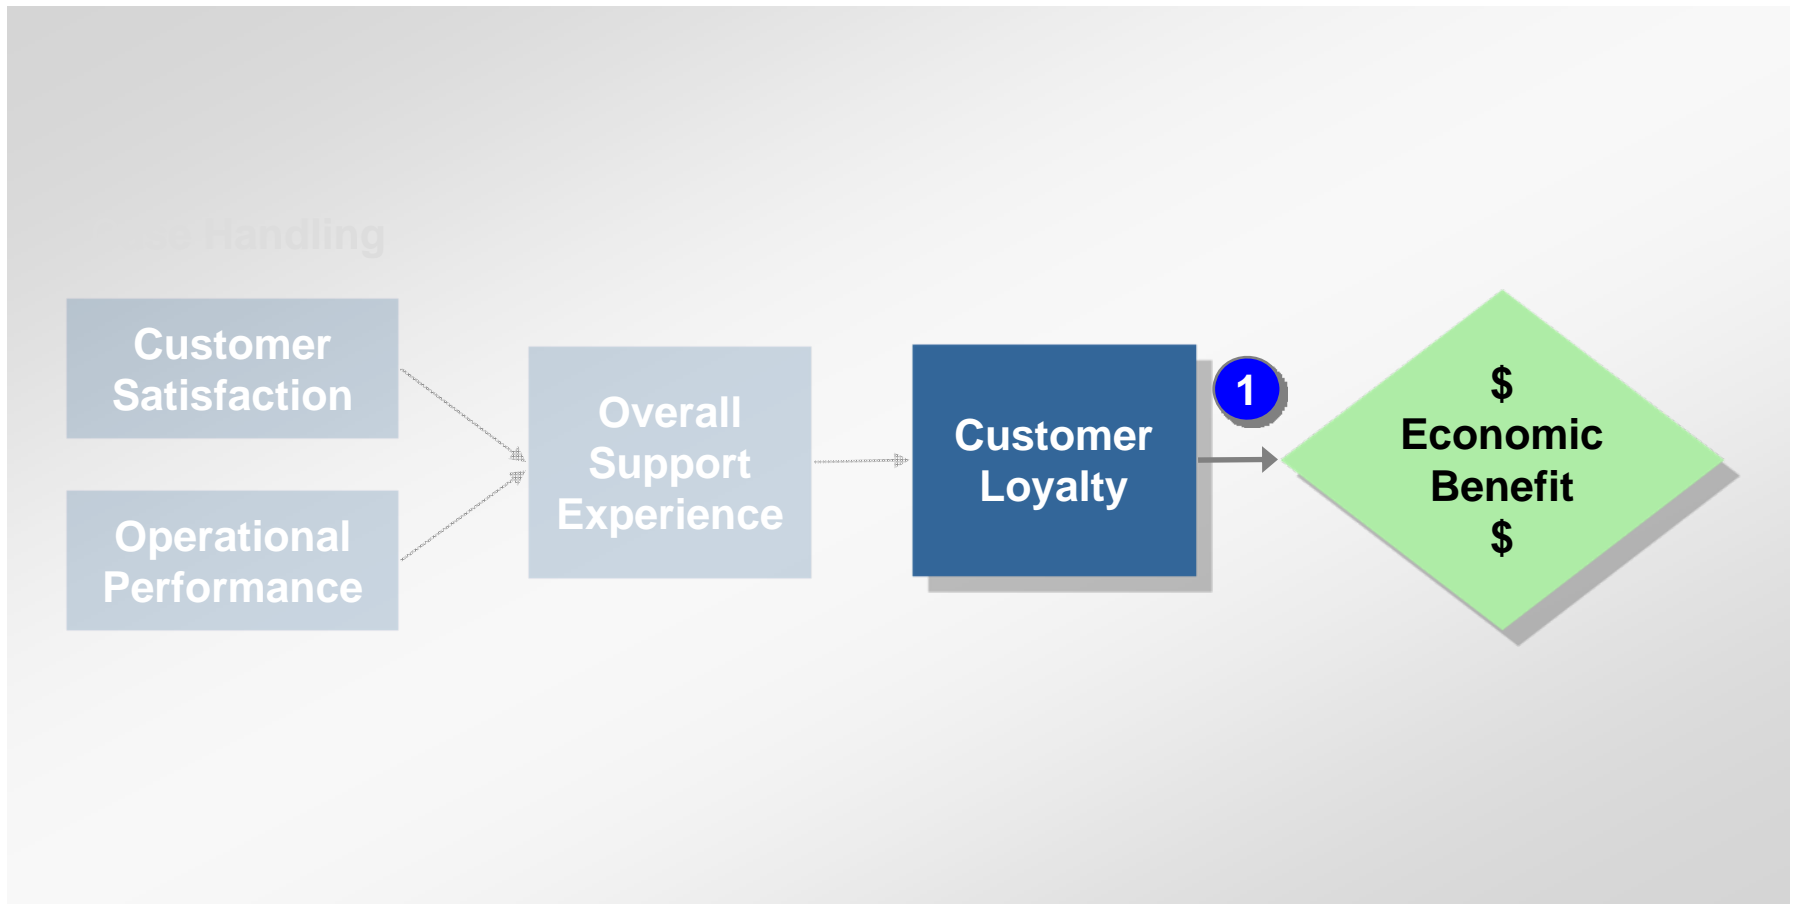 Handling
Customer
Satisfaction
Operational
Performance
Overall
Support
Experience
Customer
Loyalty
1
$
Economic
Benefit
$